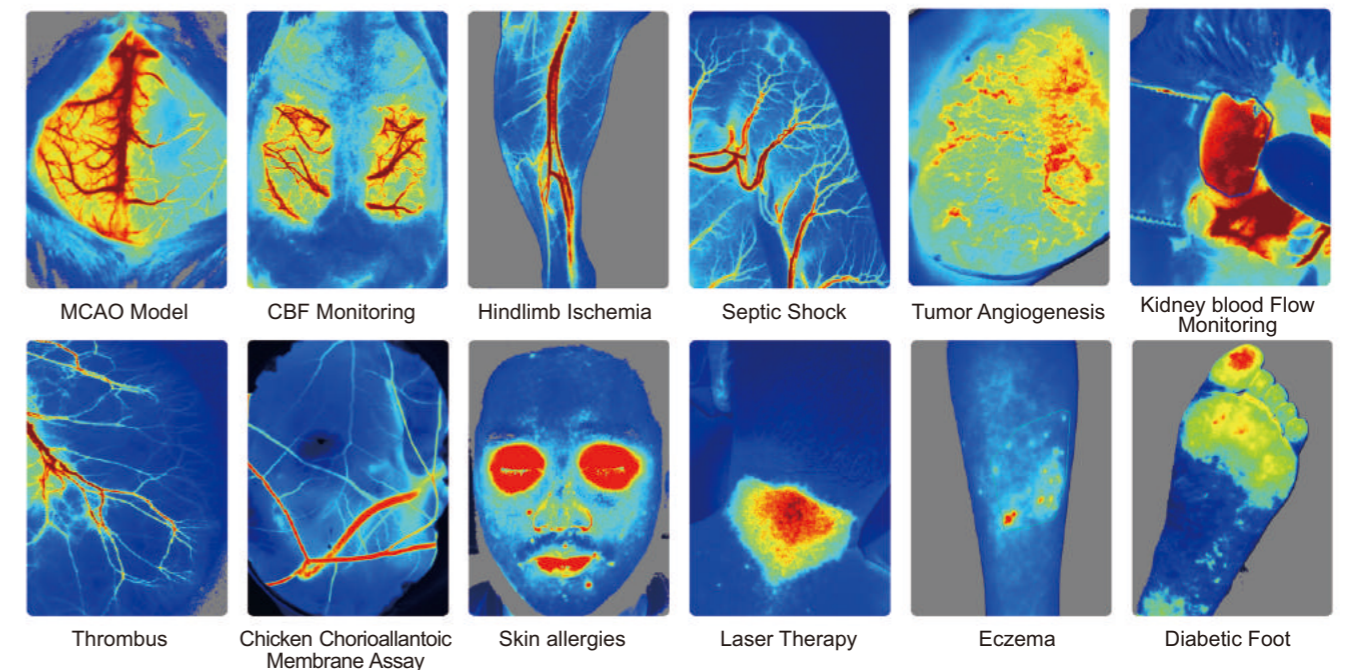 MCAO Model
CBF Monitoring
Hindlimb Ischemia
Septic Shock
Tumor Angiogenesis
Kidney blood Flow
Monitoring
Thrombus
Chicken Chorioallantoic
Membrane Assay
Skin allergies
Laser Therapy
Eczema
Diabetic Foot